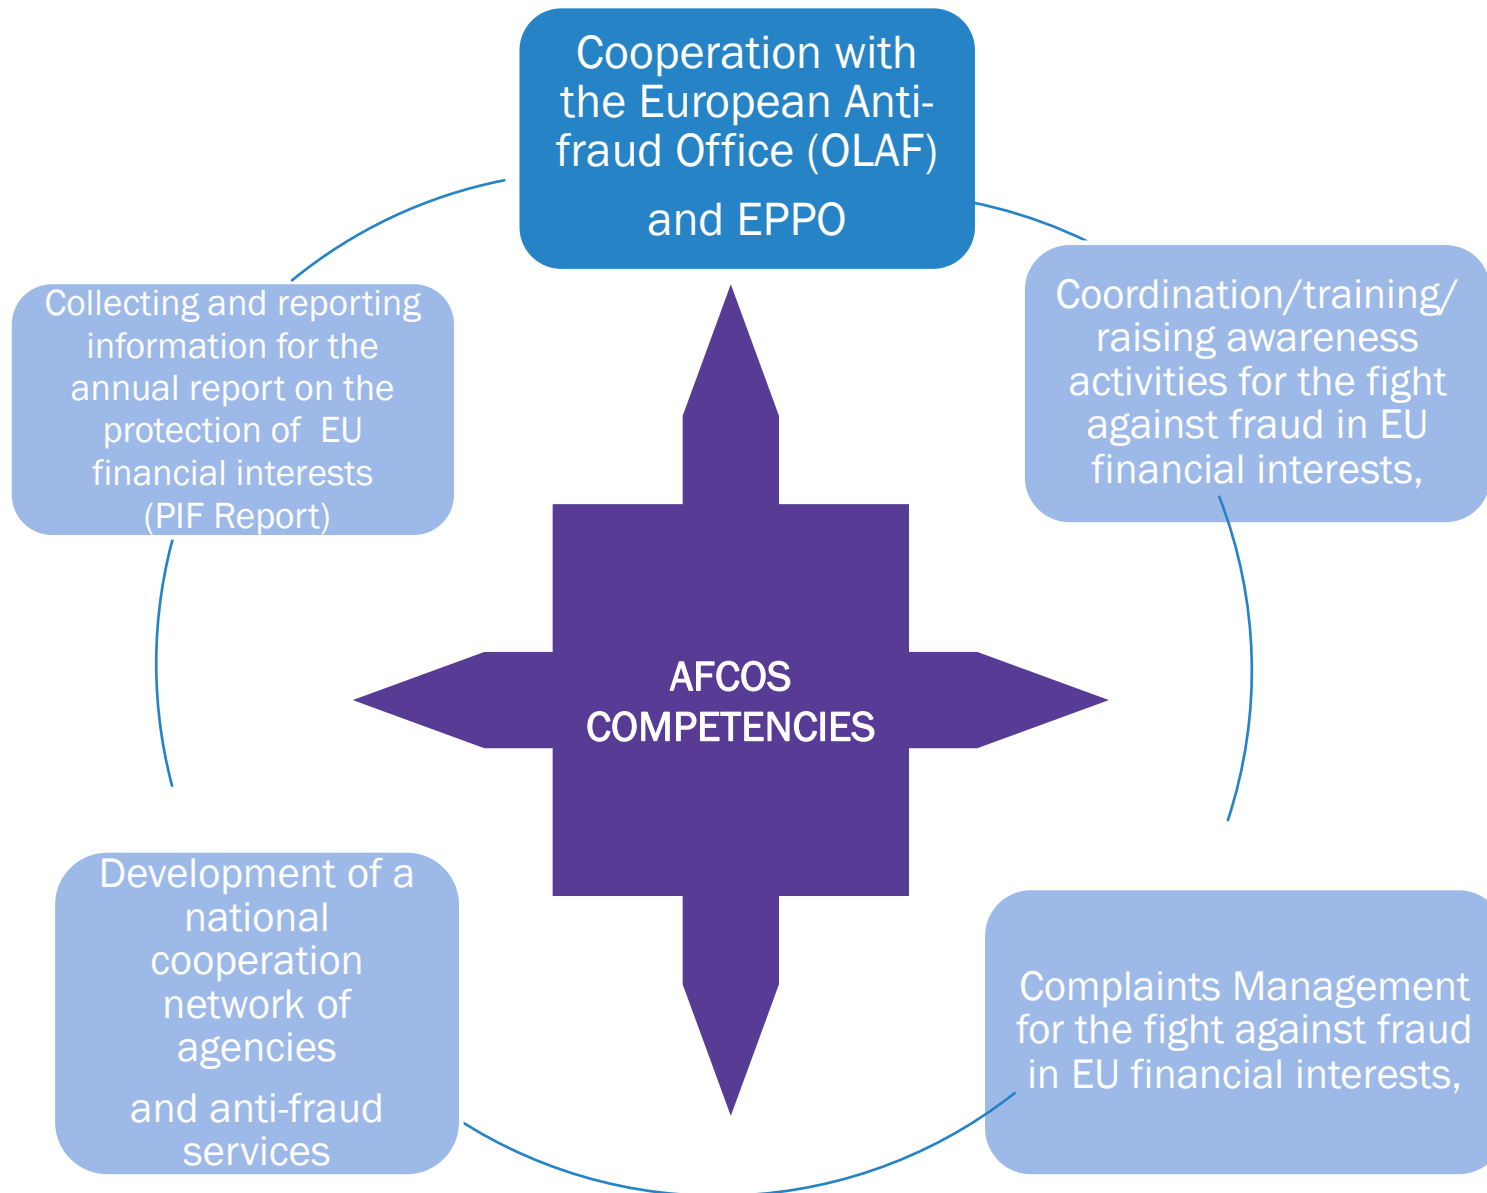 Cooperation with
the European Anti-
fraud Office (OLAF)
and EPPO
Coordination/training/
raising awareness
activities for the fight
against fraud in EU
financial interests,
Complaints Management
for the fight against fraud
in EU financial interests,
Development of a
national
cooperation
network of
agencies
and anti-fraud
services
Collecting and reporting
information for the
annual report on the
protection of  EU
financial interests
(PIF Report)
AFCOS
COMPETENCIES